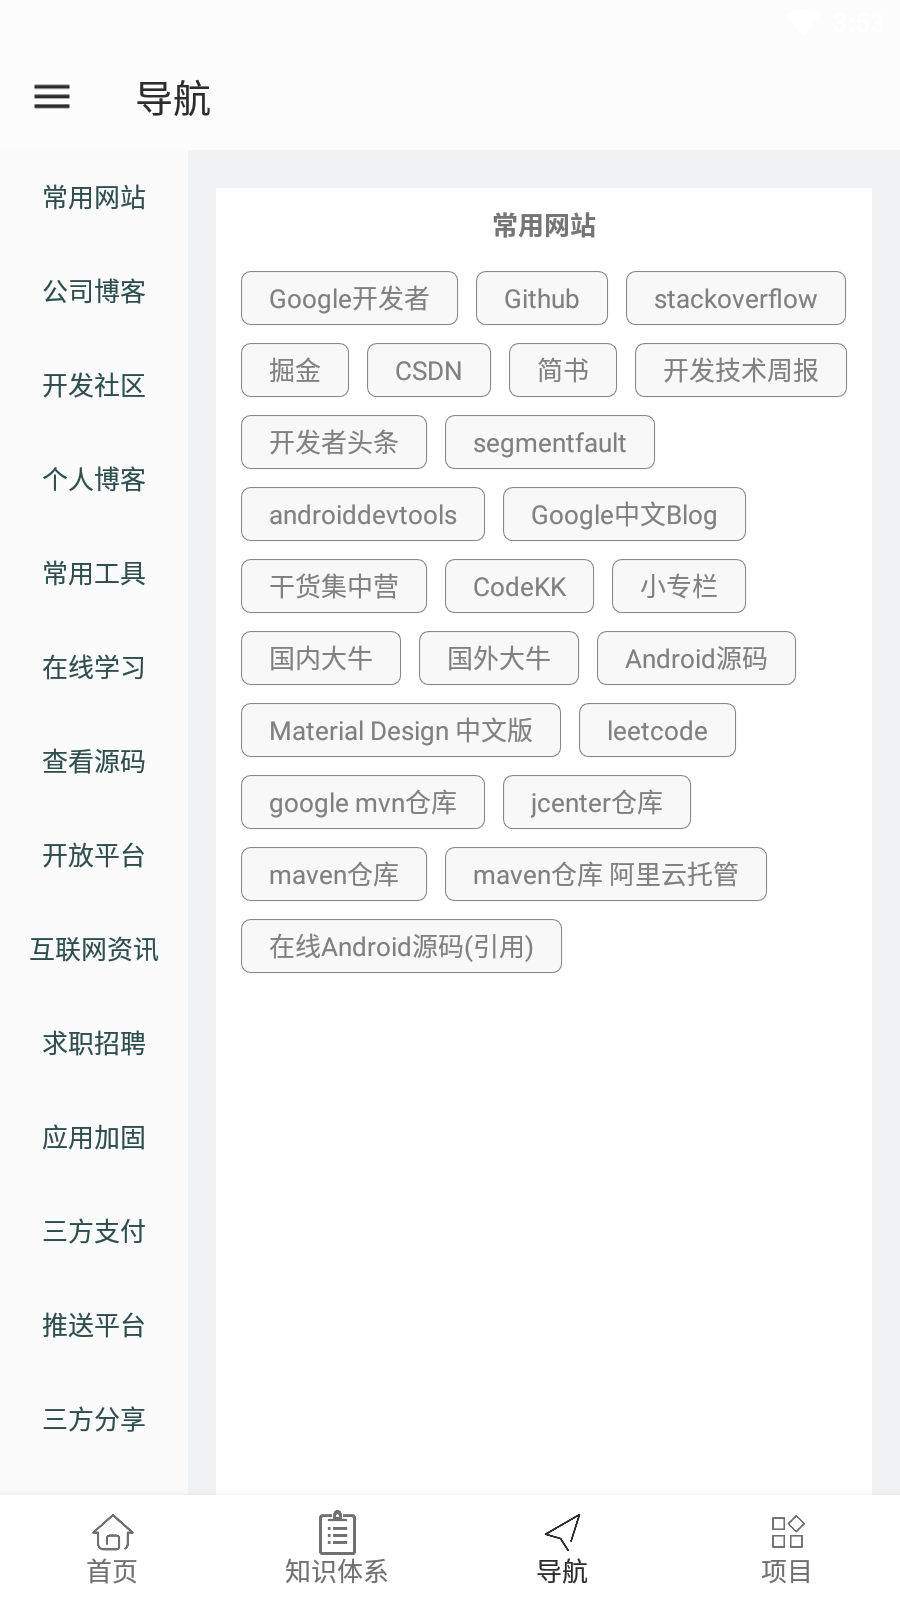 3:53
导航
常用网站
公司博客
开发社区
个人博客
常用工具
在线学习
查看源码
开放平台
互联网资讯
求职招聘
应用加固
三方支付
推送平台
三方分享
常用网站
Google开发者 Github stackoverflow
掘金 CSDN 简书 开发技术周报
开发者头条 segmentfault
androiddevtools Google中文Blog
干货集中营 CodeKK 小专栏
国内大牛 国外大牛 Android源码
Material Design 中文版 leetcode
google mvn仓库 jcenter仓库
maven仓库 maven仓库 阿里云托管
在线Android源码(引用)
首页 知识体系 导航 项目